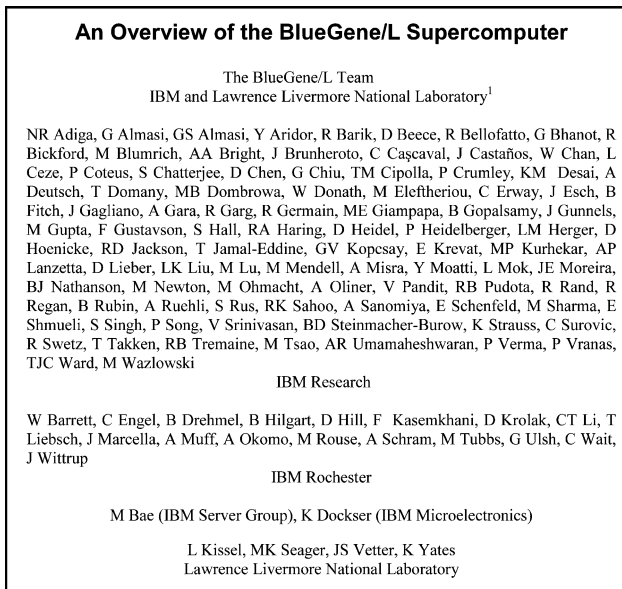 An Overview of the BlueGene/L Supercomputer
The BlueGene/L Team
IBM and Lawrence Livermore National Laboratory1
NR Adiga, G Almasi, GS Almasi, Y Aridor, R Barik, D Beece, R Bellofatto, G Bhanot, R
Bickford, M Blumrich, AA Bright, J Brunheroto, C Caşcaval, J Castaños, W Chan, L
Ceze, P Coteus, S Chatterjee, D Chen, G Chiu, TM Cipolla, P Crumley, KM Desai, A
Deutsch, T Domany, MB Dombrowa, W Donath, M Eleftheriou, C Erway, J Esch, B
Fitch, J Gagliano, A Gara, R Garg, R Germain, ME Giampapa, B Gopalsamy, J Gunnels,
M Gupta, F Gustavson, S Hall, RA Haring, D Heidel, P Heidelberger, LM Herger, D
Hoenicke, RD Jackson, T Jamal-Eddine, GV Kopcsay, E Krevat, MP Kurhekar, AP
Lanzetta, D Lieber, LK Liu, M Lu, M Mendell, A Misra, Y Moatti, L Mok, JE Moreira,
BJ Nathanson, M Newton, M Ohmacht, A Oliner, V Pandit, RB Pudota, R Rand, R
Regan, B Rubin, A Ruehli, S Rus, RK Sahoo, A Sanomiya, E Schenfeld, M Sharma, E
Shmueli, S Singh, P Song, V Srinivasan, BD Steinmacher-Burow, K Strauss, C Surovic,
R Swetz, T Takken, RB Tremaine, M Tsao, AR Umamaheshwaran, P Verma, P Vranas,
TJC Ward, M Wazlowski
IBM Research
W Barrett, C Engel, B Drehmel, B Hilgart, D Hill, F Kasemkhani, D Krolak, CT Li, T
Liebsch, J Marcella, A Muff, A Okomo, M Rouse, A Schram, M Tubbs, G Ulsh, C Wait,
J Wittrup
IBM Rochester
M Bae (IBM Server Group), K Dockser (IBM Microelectronics)
L Kissel, MK Seager, JS Vetter, K Yates
Lawrence Livermore National Laboratory